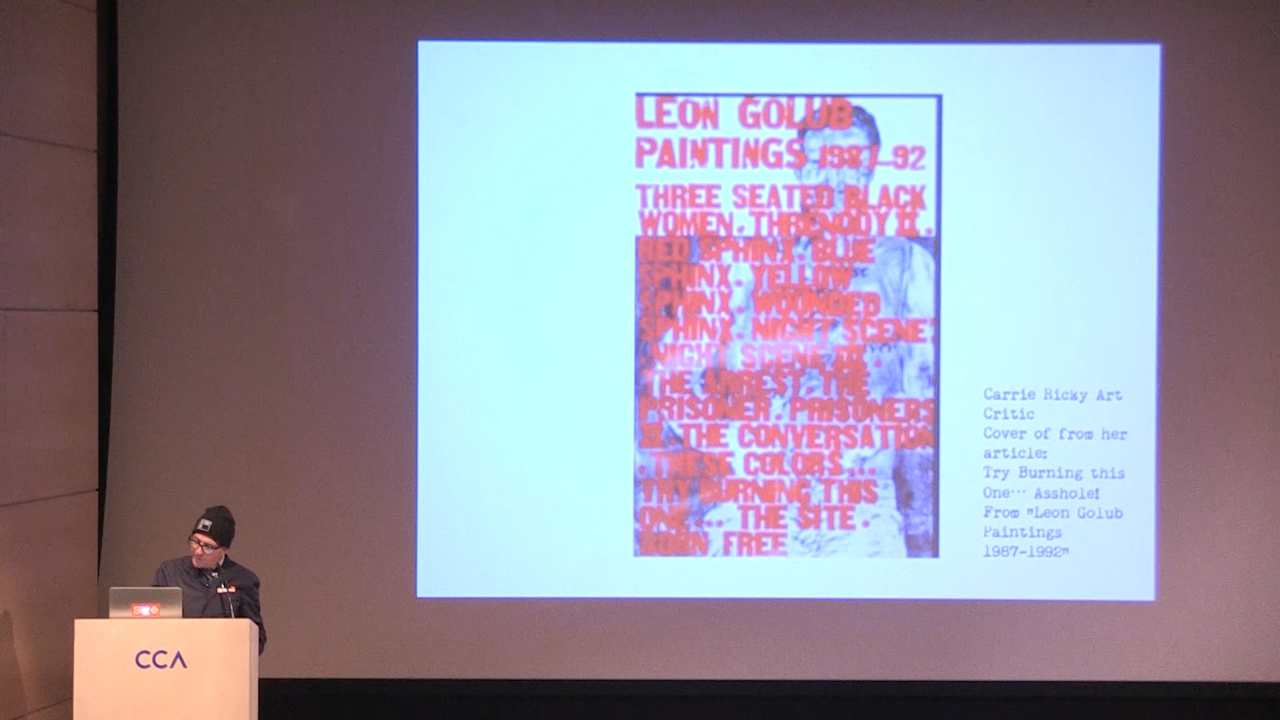 LEON GOLUB
PAINTINGS 1987–92
THREE SEATED BLACK
WOMEN. THRENODY II.
RED SPHINX. BLUE
SPHINX. YELLOW
SPHINX. WOUNDED
SPHINX. NIGHT SCENE
.NIGHT SCENE III.
THE ARREST. THE
PRISONER. PRISONERS
II. THE CONVERSATION
. THESE COLORS...
TRY BURNING THIS
ONE... THE SITE.
BORN FREE
Carrie Ricky Art
Critic
Cover of from her
article:
Try Burning this
One… Asshole!
From "Leon Golub
Paintings
1987-1992"
CCA